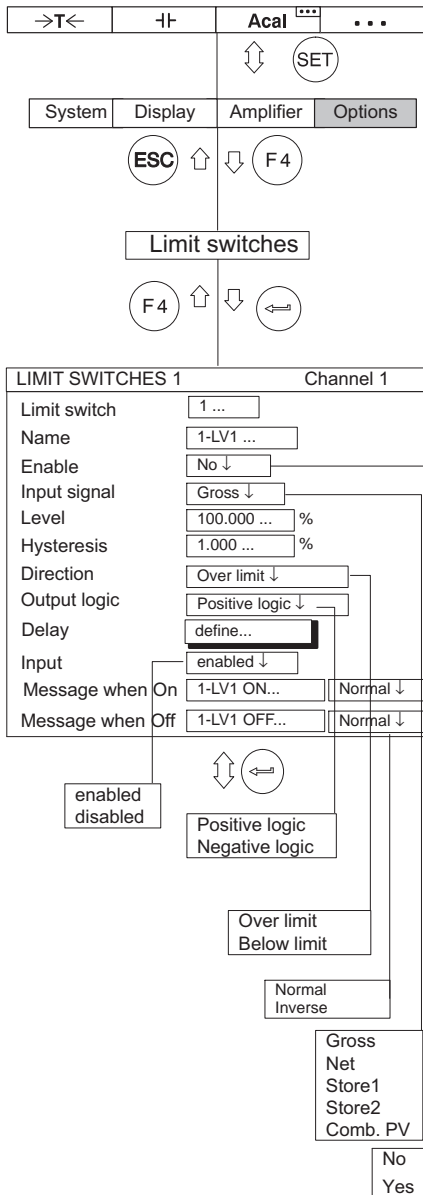 →T← ⊣⊢ Acal ...
SET
System Display Amplifier Options
ESC F4
Limit switches
F4
LIMIT SWITCHES 1 Channel 1
Limit switch 1 ...
Name 1-LV1 ...
Enable No ↓
Input signal Gross ↓
Level 100.000 ... %
Hysteresis 1.000 ... %
Direction Over limit ↓
Output logic Positive logic ↓
Delay define...
Input enabled ↓
Message when On 1-LV1 ON... Normal ↓
Message when Off 1-LV1 OFF... Normal ↓
enabled
disabled
Positive logic
Negative logic
Over limit
Below limit
Normal
Inverse
Gross
Net
Store1
Store2
Comb. PV
No
Yes